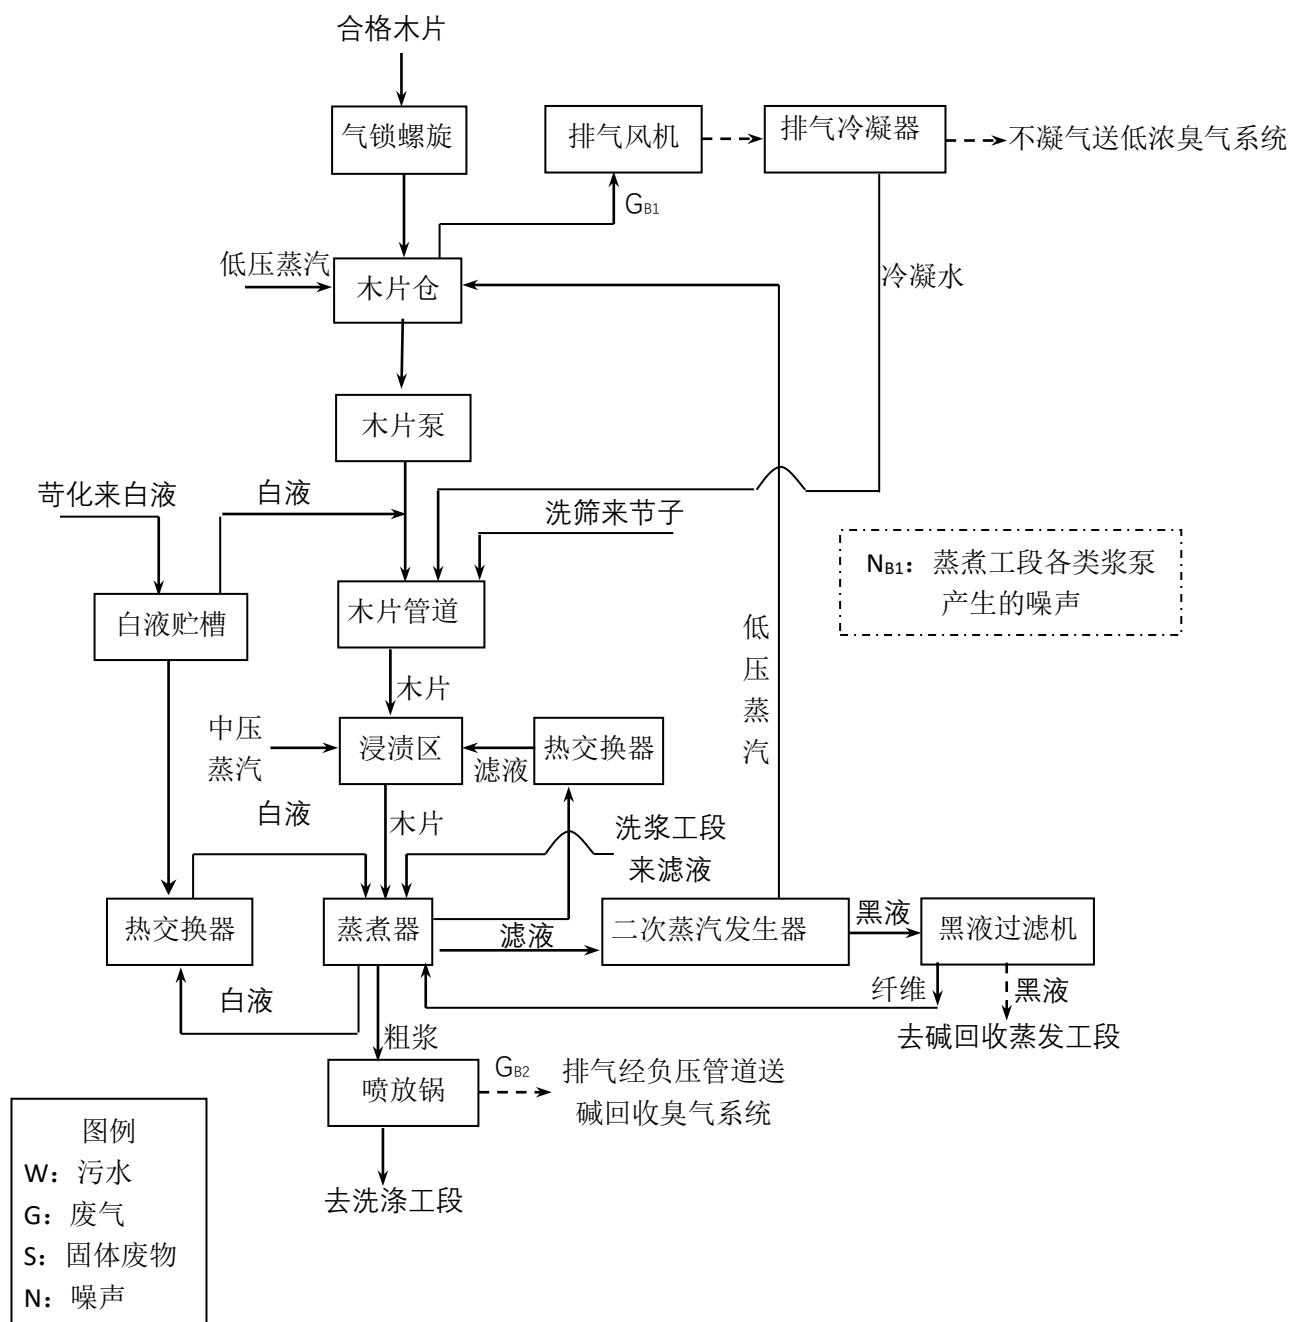 合格木片
气锁螺旋
排气风机
排气冷凝器
不凝气送低浓臭气系统
GB1
低压蒸汽
木片仓
冷凝水
木片泵
苛化来白液
白液
洗筛来节子
NB1：蒸煮工段各类浆泵
产生的噪声
白液贮槽
木片管道
低
压
蒸
汽
木片
中压
蒸汽
浸渍区
滤液
热交换器
白液
木片
洗浆工段
来滤液
热交换器
蒸煮器
滤液
二次蒸汽发生器
黑液
黑液过滤机
白液
粗浆
纤维
黑液
去碱回收蒸发工段
喷放锅
GB2
排气经负压管道送
碱回收臭气系统
去洗涤工段
图例
W：污水
G：废气
S：固体废物
N：噪声